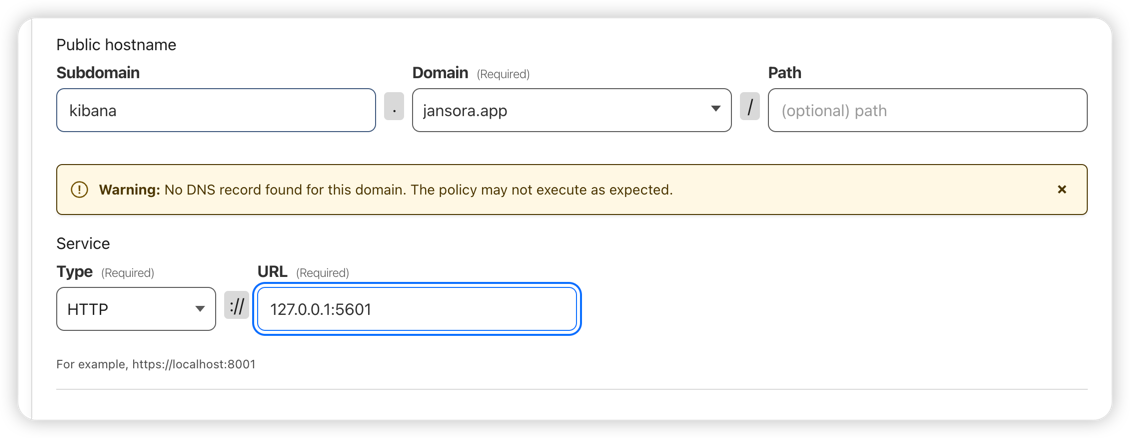 Public hostname
Subdomain Domain (Required) Path
kibana . jansora.app / (optional) path
Warning: No DNS record found for this domain. The policy may not execute as expected. ×
Service
Type (Required) URL (Required)
HTTP :// 127.0.0.1:5601
For example, https://localhost:8001